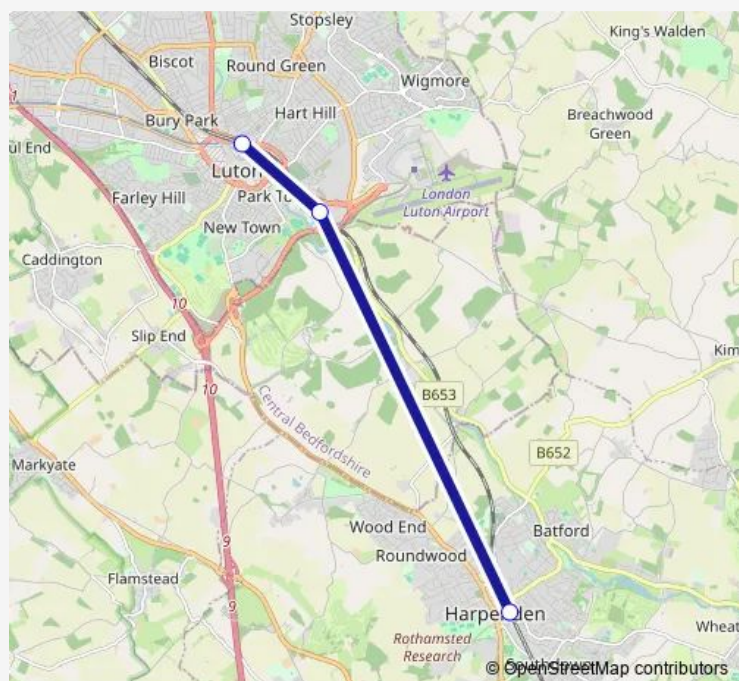 Stopsley
King's Walden
Biscot
Round Green
Wigmore
Bury Park
Hart Hill
Breachwood
Green
ul End
Luton
Farley Hill
Park To
London
Luton Airport
New Town
Caddington
10
Slip End
Kim
10
B653
Central Bedfordshire
B652
Markyate
Wood End
Batford
Roundwood
9
Flamstead
9
Harpenden
Rothamsted
Research
Wheat
© OpenStreetMap contributors